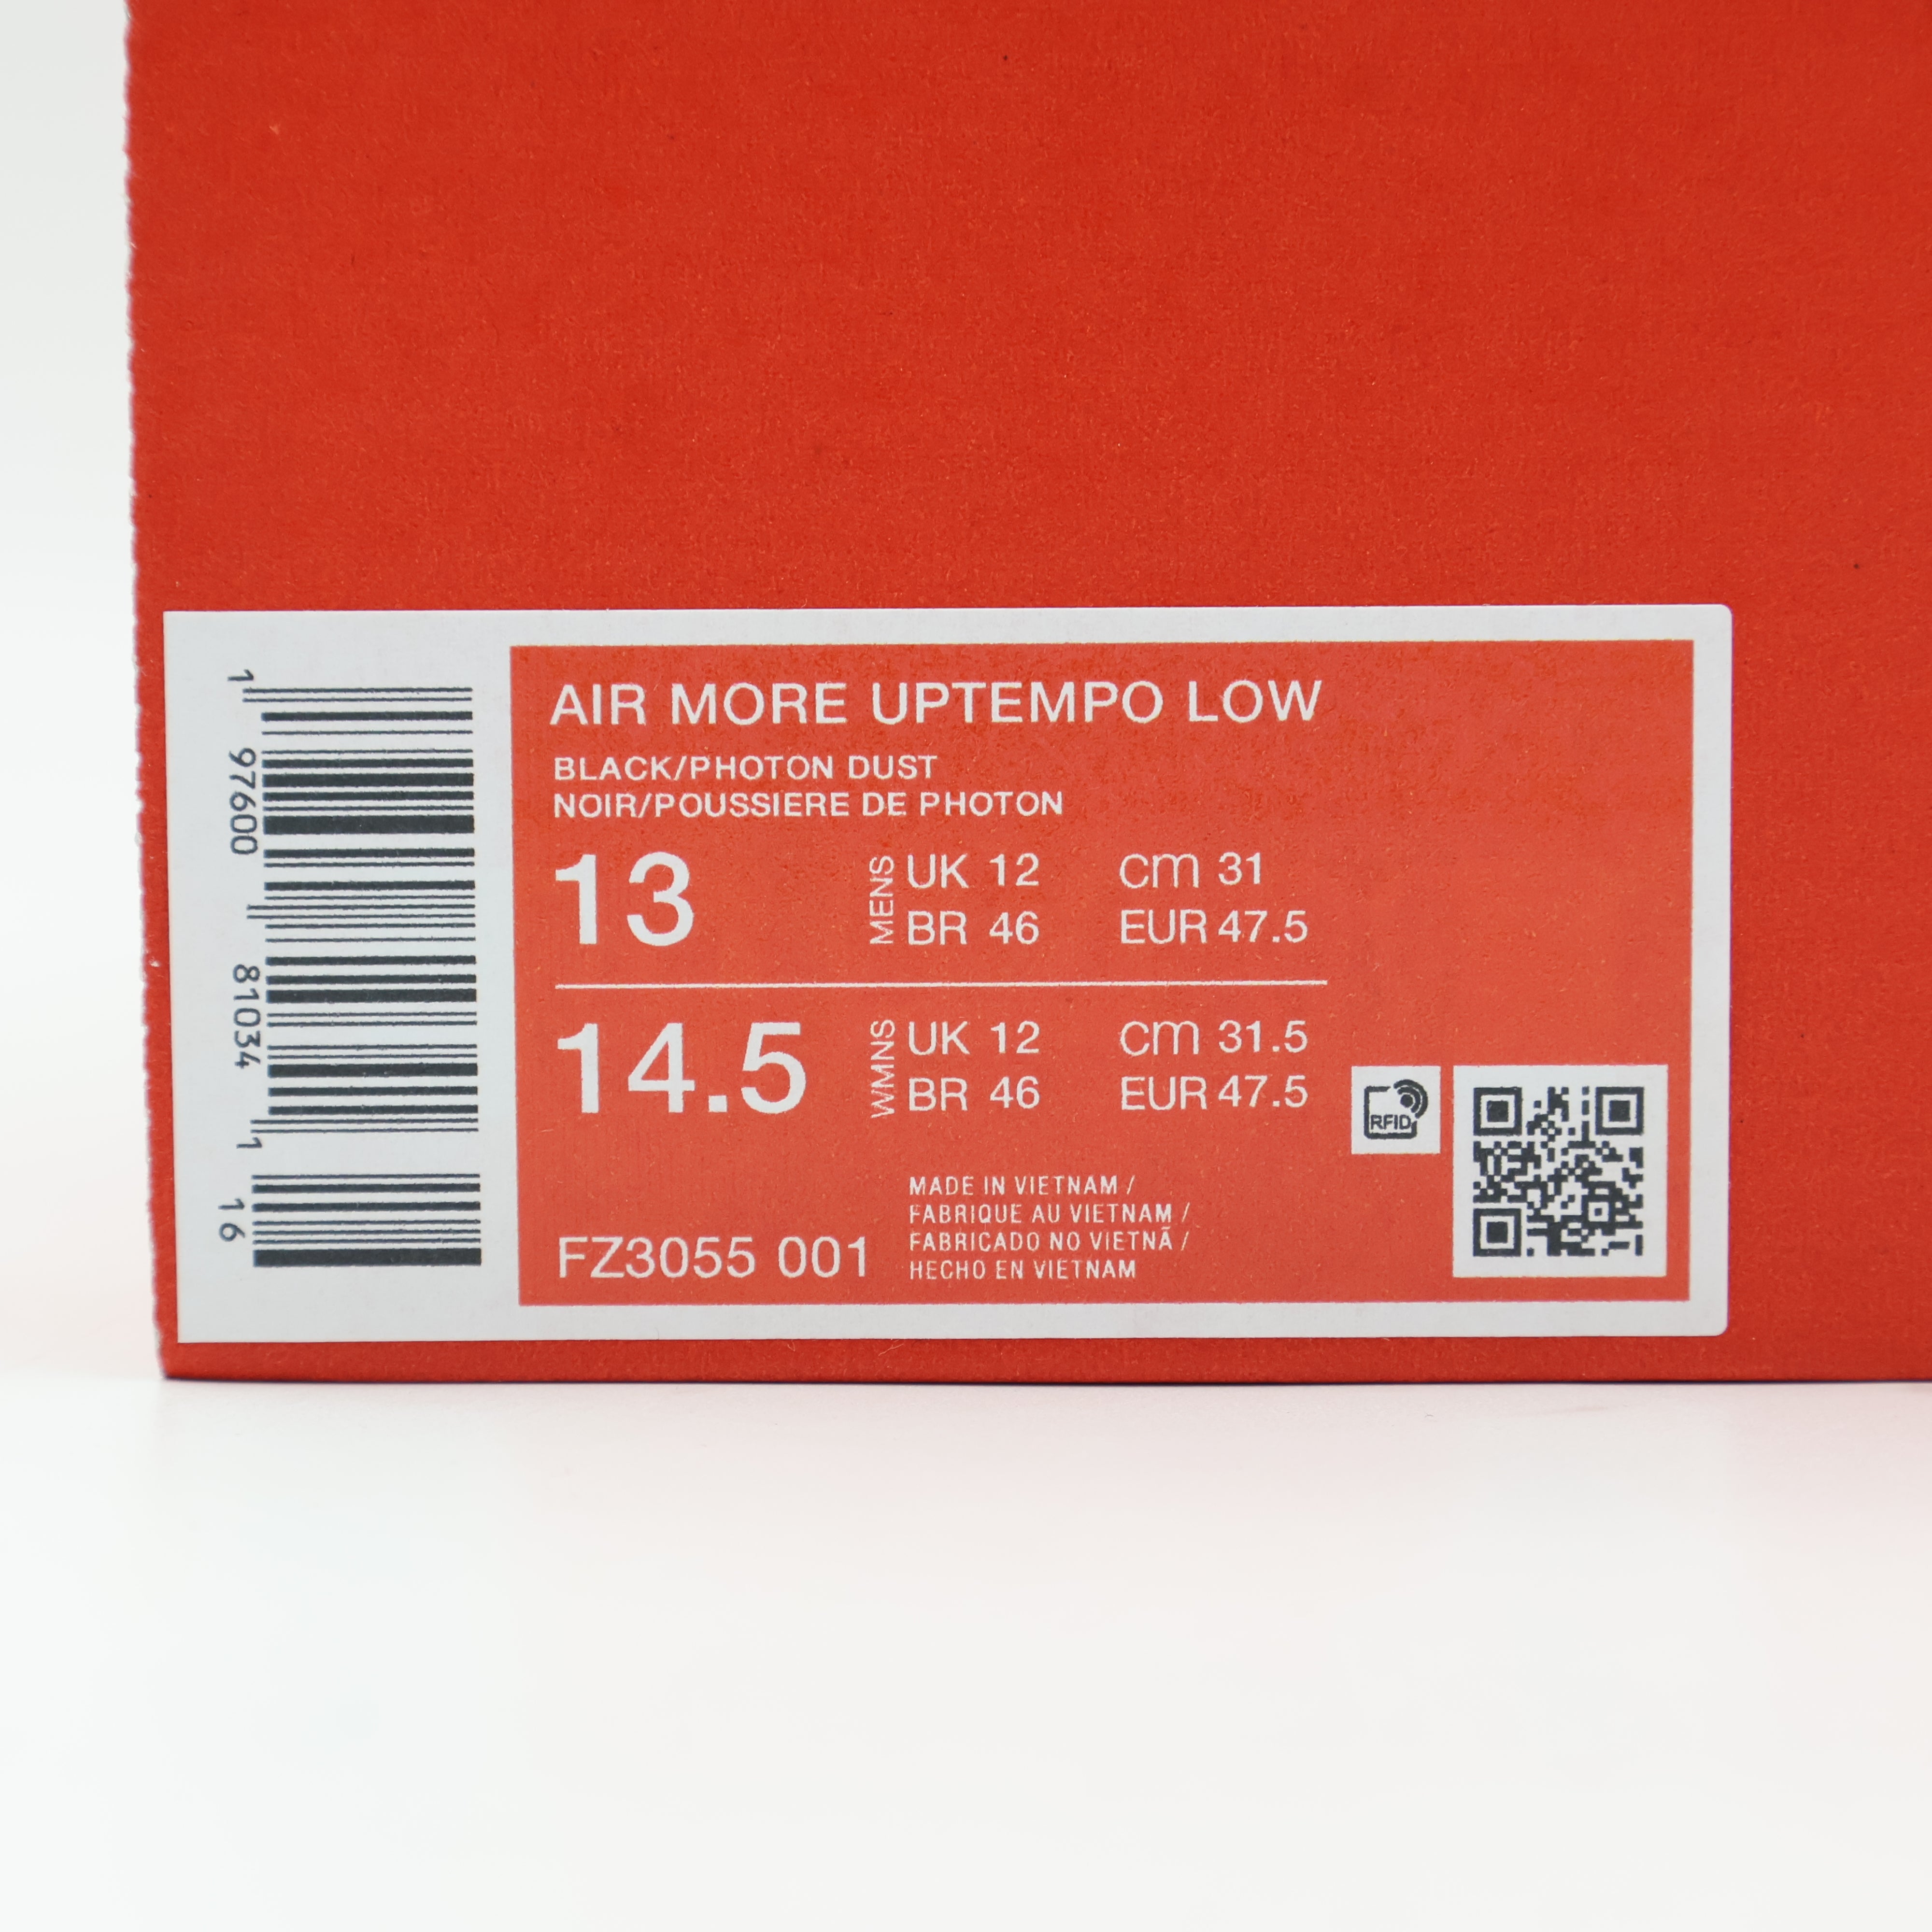 AIR MORE UPTEMPO LOW
BLACK/PHOTON DUST
NOIR/POUSSIERE DE PHOTON
13 MENS UK 12 cm 31
BR 46 EUR 47.5
14.5 WMNS UK 12 cm 31.5
BR 46 EUR 47.5
RFID
FZ3055 001
MADE IN VIETNAM /
FABRIQUE AU VIETNAM /
FABRICADO NO VIETNÃ /
HECHO EN VIETNAM
1 97600 81034 1 16